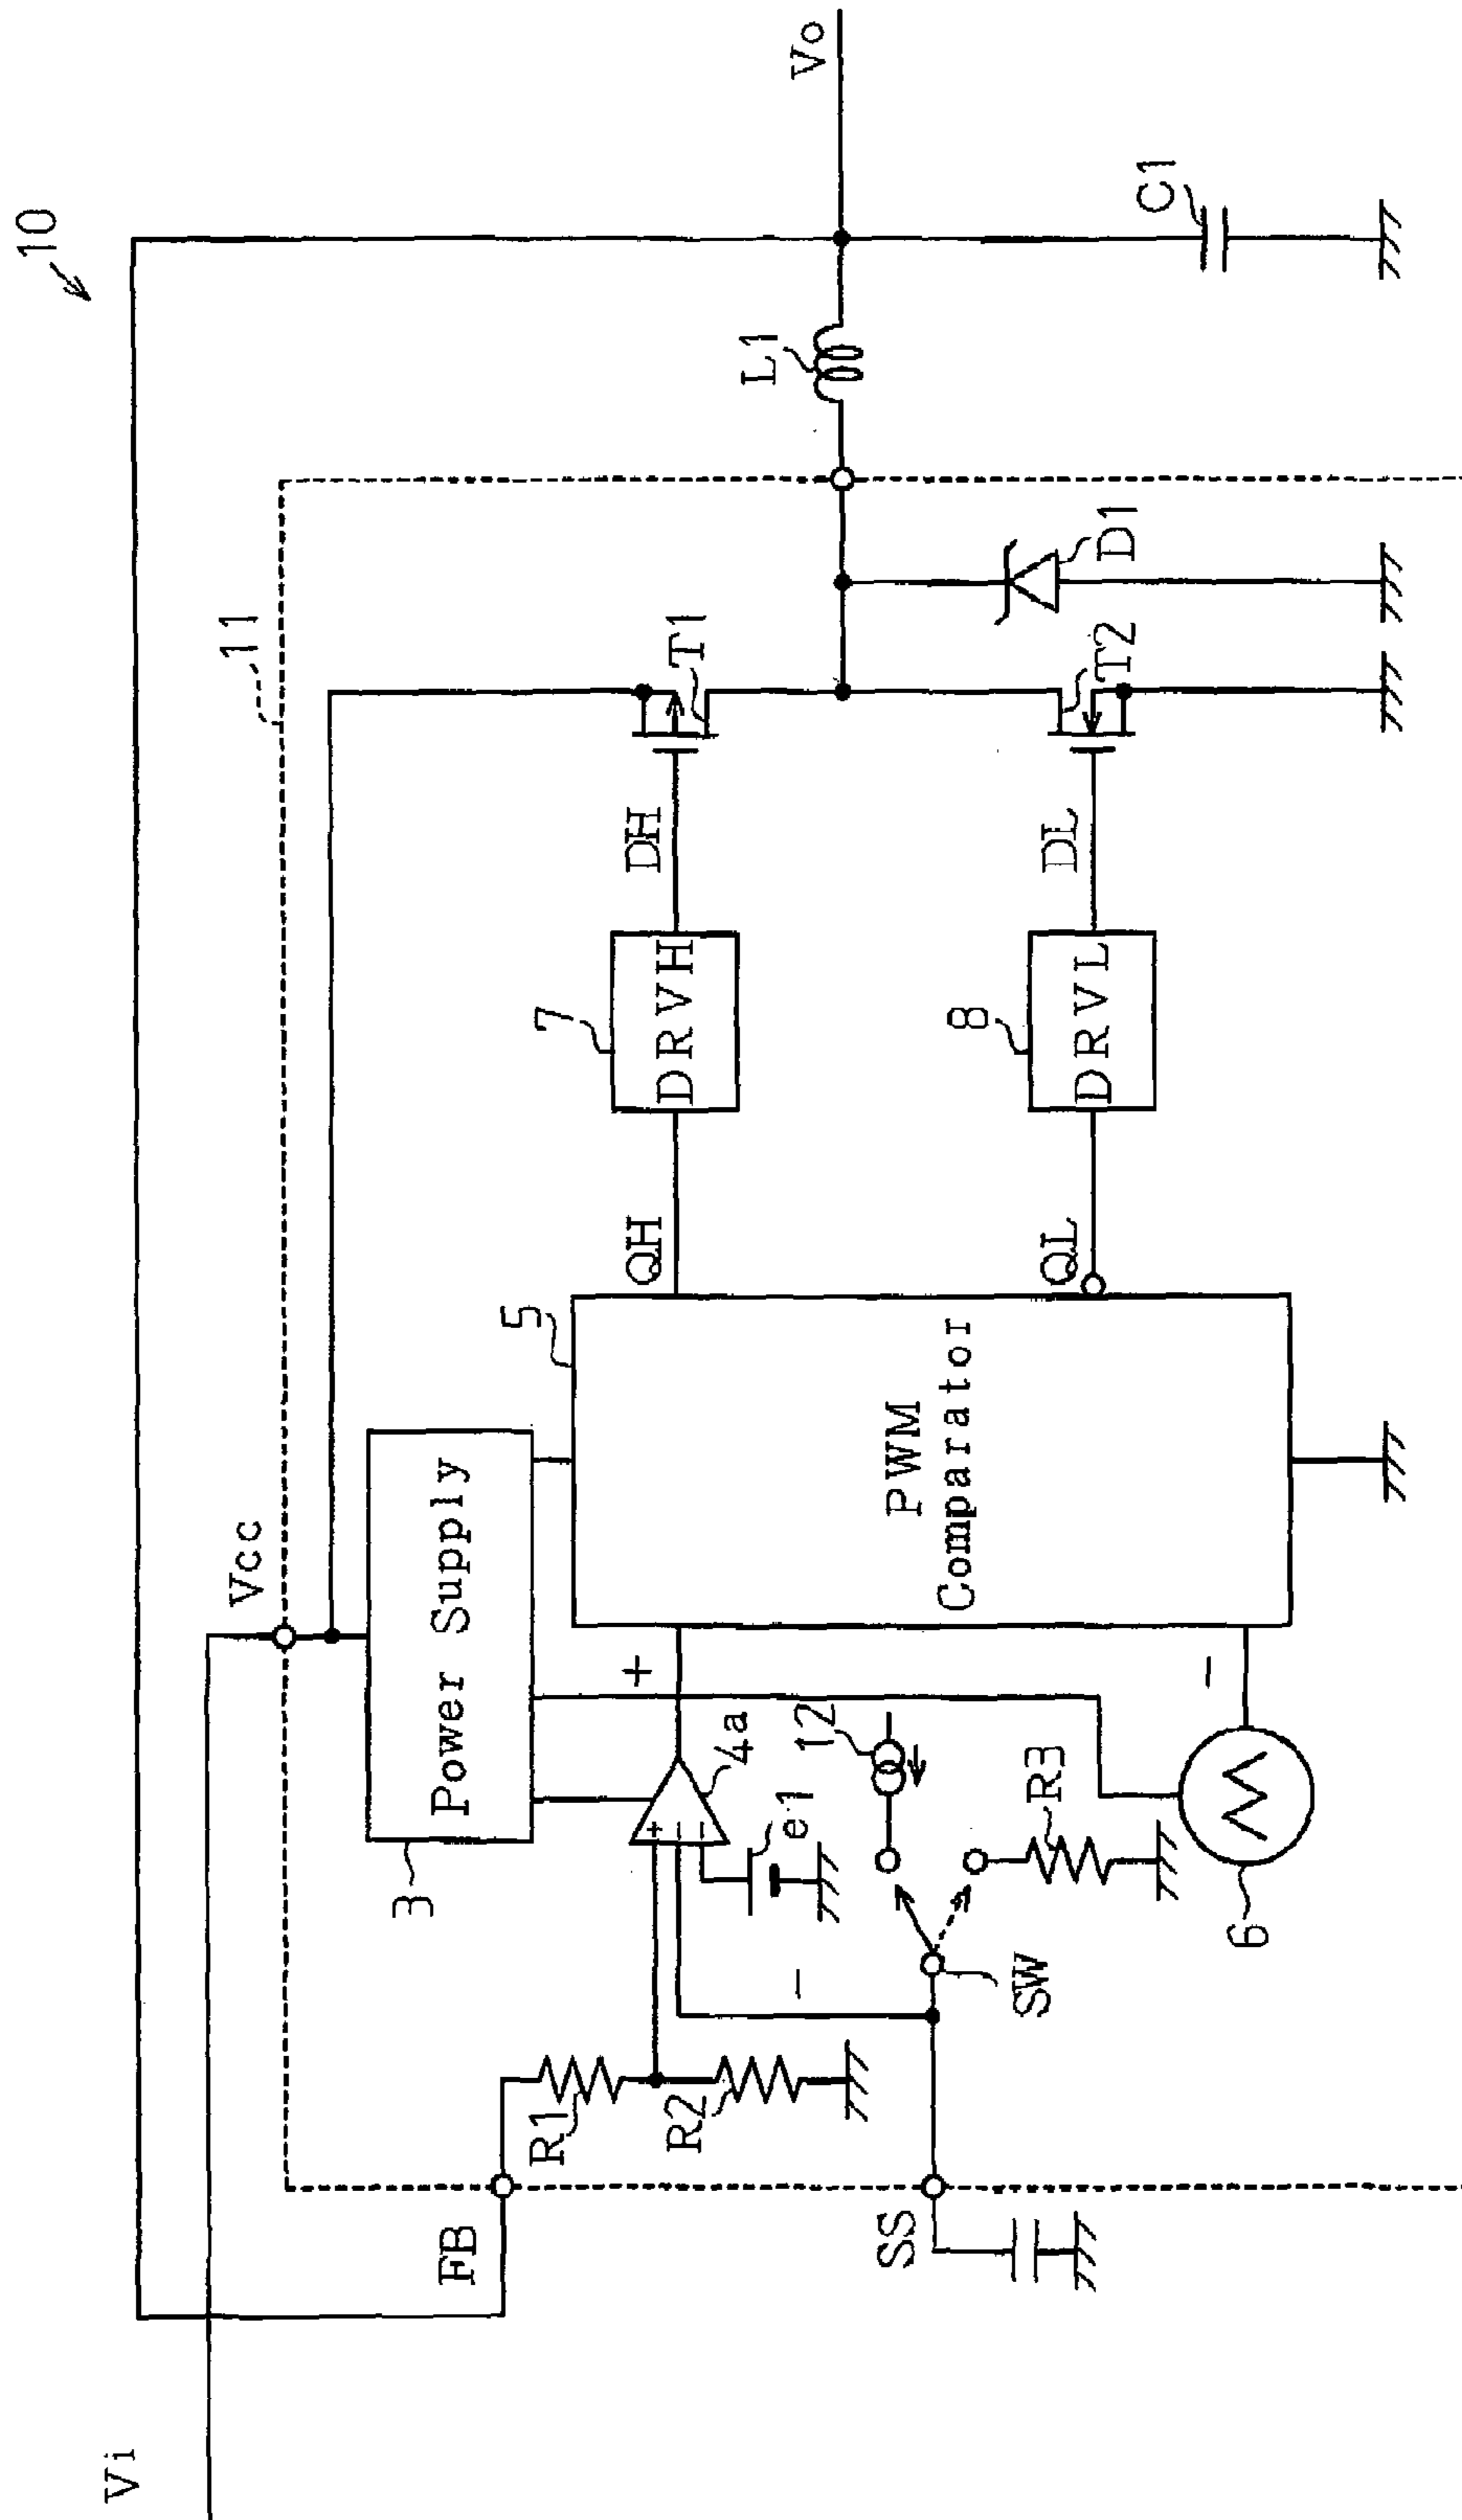 10
Vi
Vcc
11
Vo
3
Power Supply
FB
R1
R2
4a
+
-
-
+
e1
-
SS
SW
12
R3
6
-
5
PWM
Comparator
QH
QL
7
DRVH
8
DRVL
DH
DL
T1
T2
D1
L1
C1